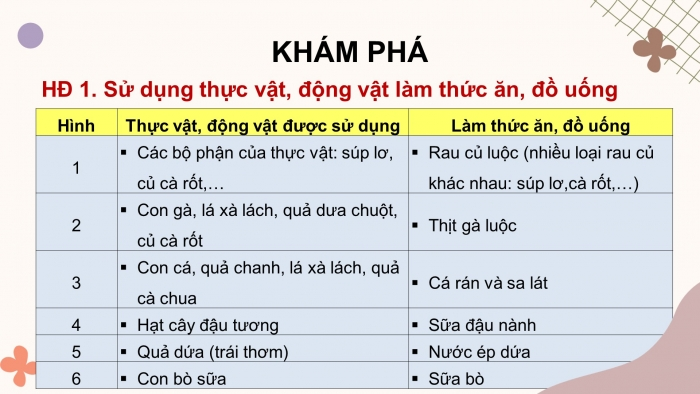 KHÁM PHÁ
HĐ 1. Sử dụng thực vật, động vật làm thức ăn, đồ uống
Hình Thực vật, động vật được sử dụng Làm thức ăn, đồ uống
1
▪ Các bộ phận của thực vật: súp lơ,
củ cà rốt,…
▪ Rau củ luộc (nhiều loại rau củ
khác nhau: súp lơ,cà rốt,…)
2
▪ Con gà, lá xà lách, quả dưa chuột,
củ cà rốt
▪ Thịt gà luộc
3
▪ Con cá, quả chanh, lá xà lách, quả
cà chua
▪ Cá rán và sa lát
4 ▪ Hạt cây đậu tương ▪ Sữa đậu nành
5 ▪ Quả dứa (trái thơm) ▪ Nước ép dứa
6 ▪ Con bò sữa ▪ Sữa bò